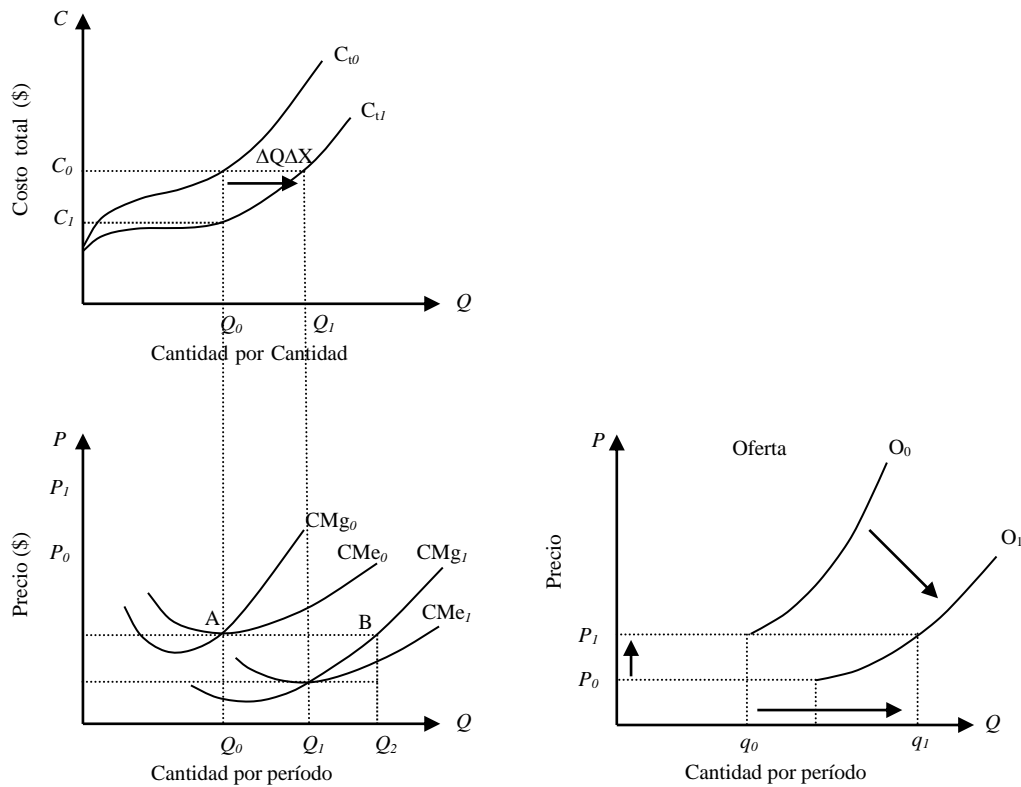 C
Costo total ($)
C₀
C₁
Cₜ₀
Cₜ₁
ΔQΔX
Q
Q₀
Q₁
Cantidad por Cantidad
P
P₁
P₀
Precio ($)
CMg₀
CMe₀
CMg₁
CMe₁
A
B
Q
Q₀
Q₁
Q₂
Cantidad por período
P
Oferta
O₀
O₁
Precio
P₁
P₀
Q
q₀
q₁
Cantidad por período